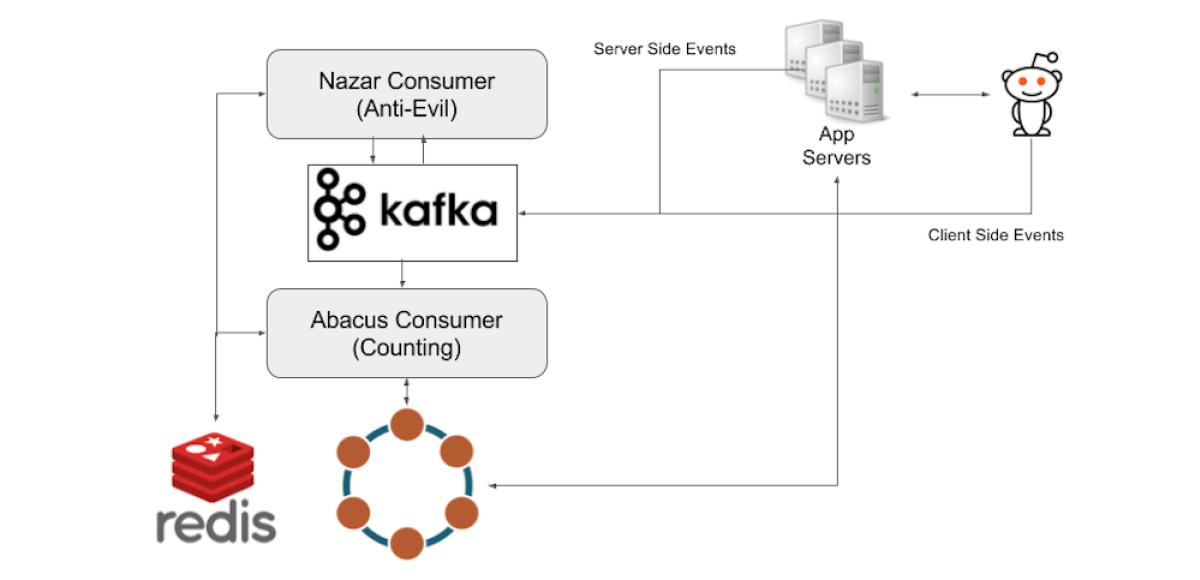 Server Side Events
Nazar Consumer
(Anti-Evil)
App
Servers
kafka
Client Side Events
Abacus Consumer
(Counting)
redis